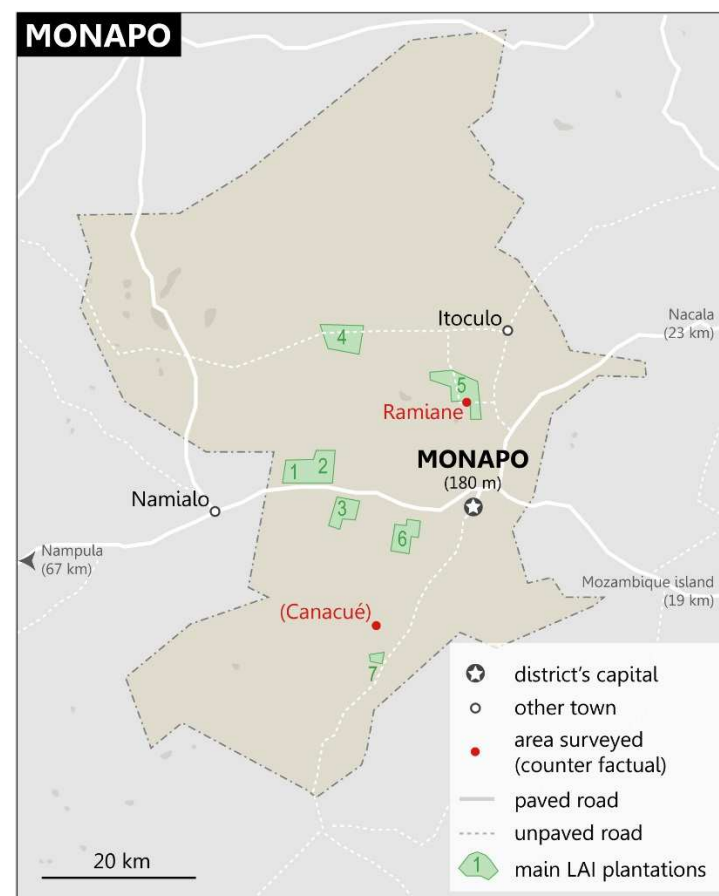 MONAPO
Itoculo
Nacala
(23 km)
4
5
Ramiane
MONAPO
(180 m)
1
2
Namialo
3
6
Nampula
(67 km)
Mozambique island
(19 km)
(Canacué)
7
district's capital
other town
area surveyed
(counter factual)
paved road
unpaved road
1
main LAI plantations
20 km